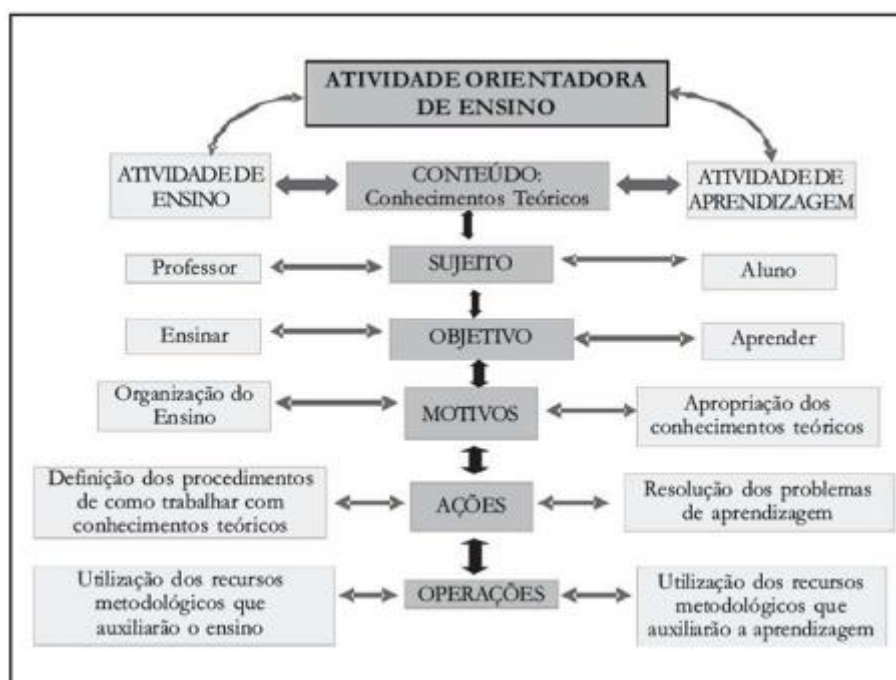 ATIVIDADE ORIENTADORA
DE ENSINO
ATIVIDADE DE
ENSINO
CONTEÚDO:
Conhecimentos Teóricos
ATIVIDADE DE
APRENDIZAGEM
Professor
SUJEITO
Aluno
Ensinar
OBJETIVO
Aprender
Organização do
Ensino
MOTIVOS
Apropriação dos
conhecimentos teóricos
Definição dos procedimentos
de como trabalhar com
conhecimentos teóricos
AÇÕES
Resolução dos problemas
de aprendizagem
Utilização dos recursos
metodológicos que
auxiliarão o ensino
OPERAÇÕES
Utilização dos recursos
metodológicos que
auxiliarão a aprendizagem